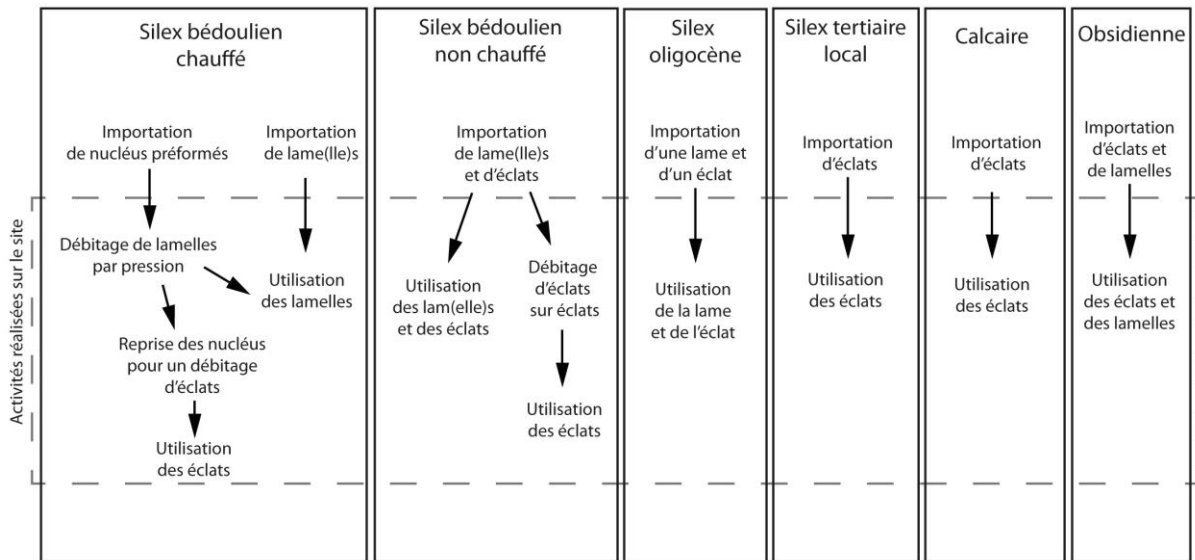 Silex bédoulien
chauffé
Importation
de nucléus préformés
Importation
de lame(lle)s
Débitage de lamelles
par pression
Utilisation
des lamelles
Reprise des nucléus
pour un débitage
d'éclats
Utilisation
des éclats
Silex bédoulien
non chauffé
Importation
de lame(lle)s
et d'éclats
Utilisation
des lam(elle)s
et des éclats
Débitage
d'éclats
sur éclats
Utilisation
des éclats
Silex
oligocène
Importation
d'une lame et
d'un éclat
Utilisation
de la lame
et de l'éclat
Silex tertiaire
local
Importation
d'éclats
Utilisation
des éclats
Calcaire
Importation
d'éclats
Utilisation
des éclats
Obsidienne
Importation
d'éclats et
de lamelles
Utilisation
des éclats et
des lamelles
Activités réalisées sur le site